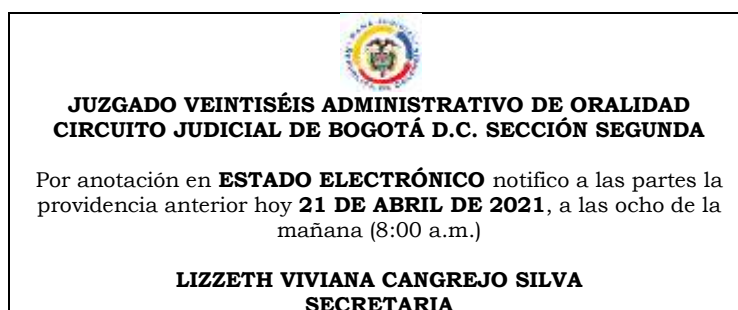 JUZGADO VEINTISÉIS ADMINISTRATIVO DE ORALIDAD
CIRCUITO JUDICIAL DE BOGOTÁ D.C. SECCIÓN SEGUNDA
Por anotación en ESTADO ELECTRÓNICO notifico a las partes la
providencia anterior hoy 21 DE ABRIL DE 2021, a las ocho de la
mañana (8:00 a.m.)
LIZZETH VIVIANA CANGREJO SILVA
SECRETARIA